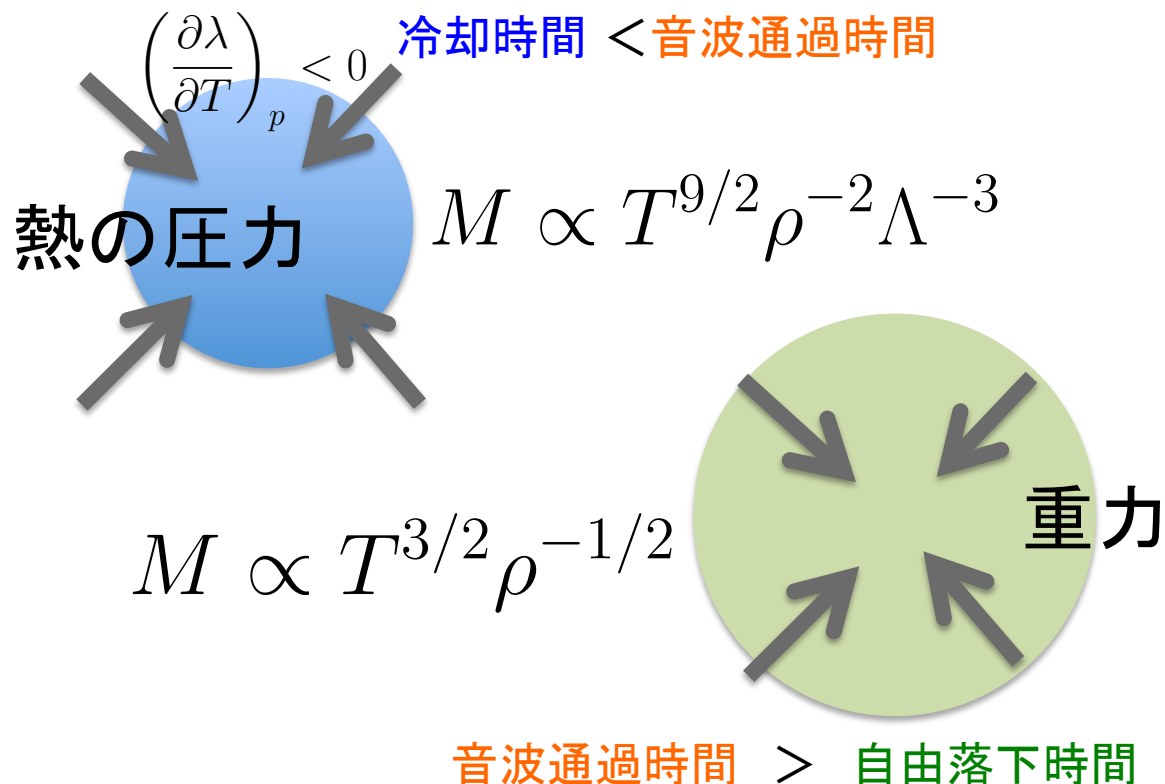 (∂λ/∂T)_p < 0
冷却時間 <音波通過時間
熱の圧力
M ∝ T^{9/2}ρ^{-2}Λ^{-3}
重力
M ∝ T^{3/2}ρ^{-1/2}
音波通過時間 > 自由落下時間